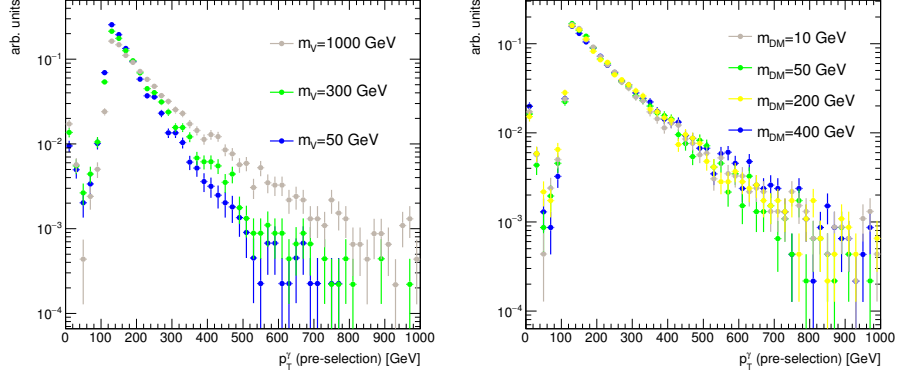 arb. units
10⁻¹
10⁻²
10⁻³
10⁻⁴
m_V=1000 GeV
m_V=300 GeV
m_V=50 GeV
0 100 200 300 400 500 600 700 800 900 1000
p_T^γ (pre-selection) [GeV]
arb. units
10⁻¹
10⁻²
10⁻³
10⁻⁴
m_DM=10 GeV
m_DM=50 GeV
m_DM=200 GeV
m_DM=400 GeV
0 100 200 300 400 500 600 700 800 900 1000
p_T^γ (pre-selection) [GeV]